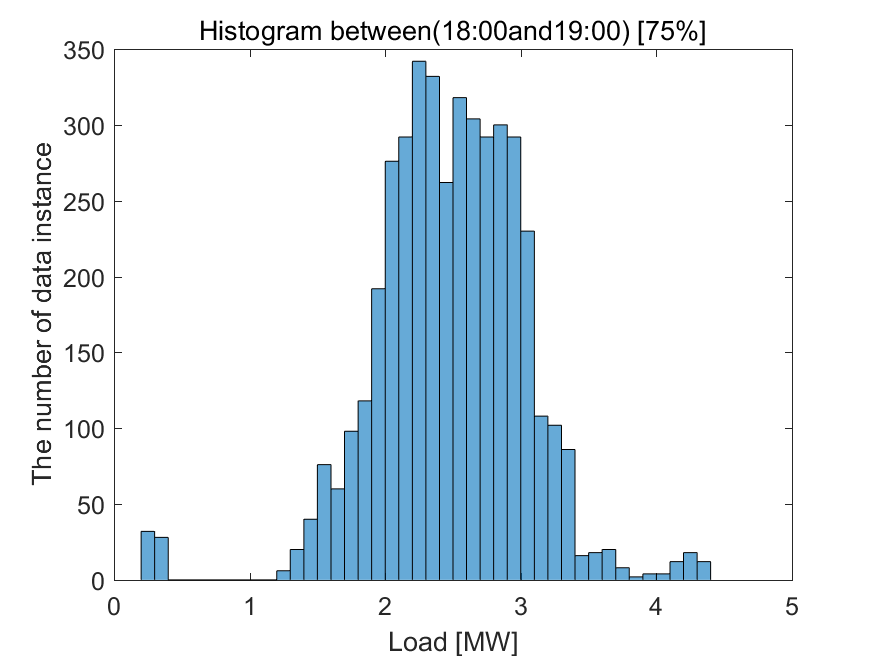 Histogram between(18:00and19:00) [75%]
350
300
250
200
150
100
50
0
The number of data instance
0 1 2 3 4 5
Load [MW]